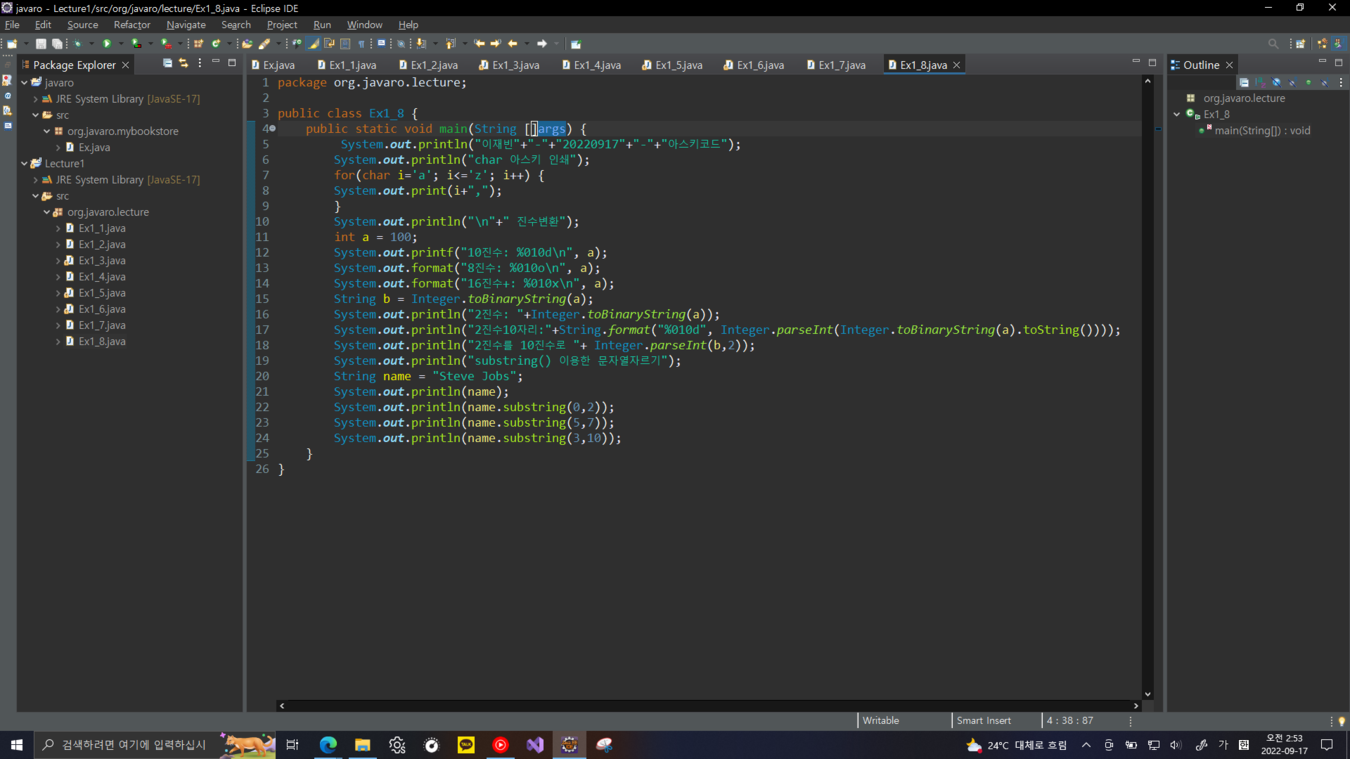 javaro - Lecture1/src/org/javaro/lecture/Ex1_8.java - Eclipse IDE
File Edit Source Refactor Navigate Search Project Run Window Help
Package Explorer
javaro
JRE System Library [JavaSE-17]
src
org.javaro.mybookstore
Ex.java
Lecture1
JRE System Library [JavaSE-17]
src
org.javaro.lecture
Ex1_1.java
Ex1_2.java
Ex1_3.java
Ex1_4.java
Ex1_5.java
Ex1_6.java
Ex1_7.java
Ex1_8.java
Ex.java Ex1_1.java Ex1_2.java Ex1_3.java Ex1_4.java Ex1_5.java Ex1_6.java Ex1_7.java Ex1_8.java
1 package org.javaro.lecture;
2
3 public class Ex1_8 {
4 public static void main(String []args) {
5 System.out.println("이재빈"+"-"+"20220917"+"-"+"아스키코드");
6 System.out.println("char 아스키 인쇄");
7 for(char i='a'; i<='z'; i++) {
8 System.out.print(i+",");
9 }
10 System.out.println("\n"+" 진수변환");
11 int a = 100;
12 System.out.printf("10진수: %010d\n", a);
13 System.out.format("8진수: %010o\n", a);
14 System.out.format("16진수+: %010x\n", a);
15 String b = Integer.toBinaryString(a);
16 System.out.println("2진수: "+Integer.toBinaryString(a));
17 System.out.println("2진수10자리:"+String.format("%010d", Integer.parseInt(Integer.toBinaryString(a).toString())));
18 System.out.println("2진수를 10진수로 "+ Integer.parseInt(b,2));
19 System.out.println("substring() 이용한 문자열자르기");
20 String name = "Steve Jobs";
21 System.out.println(name);
22 System.out.println(name.substring(0,2));
23 System.out.println(name.substring(5,7));
24 System.out.println(name.substring(3,10));
25 }
26 }
Outline
org.javaro.lecture
Ex1_8
main(String[]) : void
Writable Smart Insert 4 : 38 : 87
검색하려면 여기에 입력하십시
TALK
24°C 대체로 흐림
가
한
오전 2:53
2022-09-17